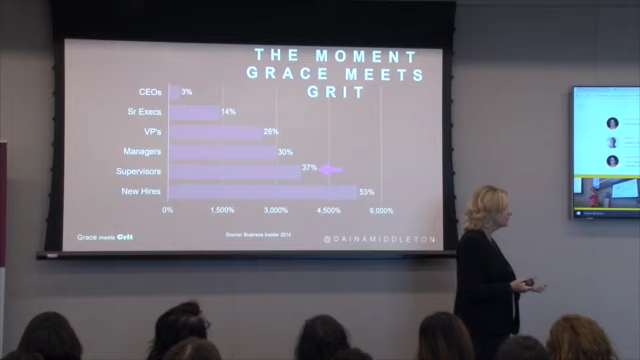 THE MOMENT
GRACE MEETS
GRIT
CEOs 3%
Sr Execs 14%
VP's 26%
Managers 30%
Supervisors 37%
New Hires 53%
0% 1,500% 3,000% 4,500% 6,000%
Grace meets Grit
Source: Business Insider 2014
@DAINAMIDDLETON